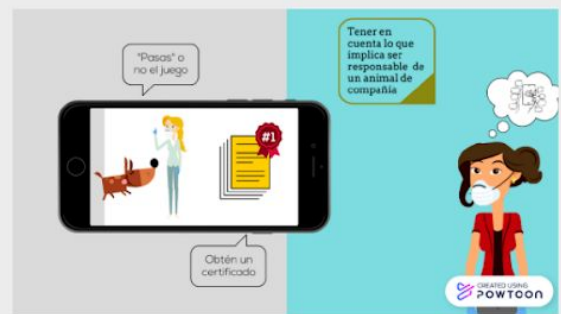 "Pasas" o
no el juego
Tener en
cuenta lo que
implica ser
responsable de
un animal de
compañía
#1
Obtén un
certificado
CREATED USING
POWTOON